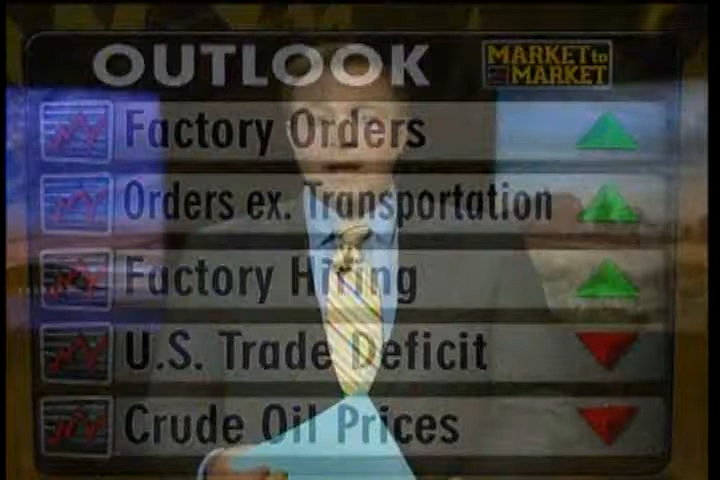 OUTLOOK
MARKET to MARKET
Factory Orders
Orders ex. Transportation
Factory Hiring
U.S. Trade Deficit
Crude Oil Prices